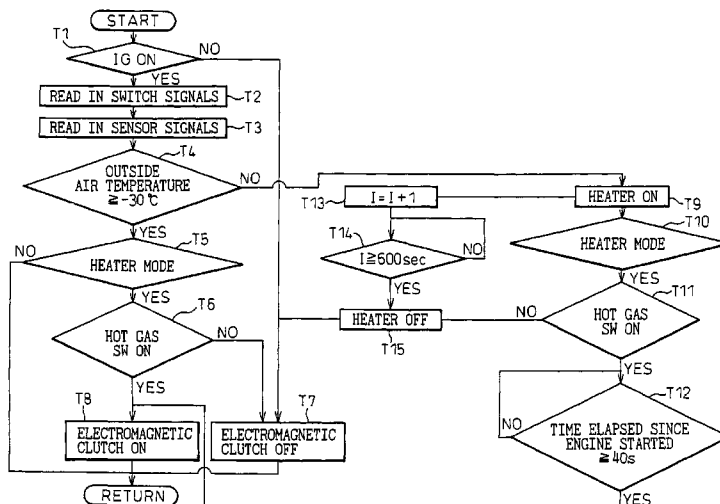 START
T1
IG ON
NO
YES
READ IN SWITCH SIGNALS
T2
READ IN SENSOR SIGNALS
T3
T4
OUTSIDE
AIR TEMPERATURE
≧-30℃
NO
YES
T13
I=I+1
HEATER ON
T9
T10
NO
T5
HEATER MODE
YES
T14
I≧600sec
NO
YES
HEATER MODE
YES
T11
T6
HOT GAS
SW ON
NO
YES
HEATER OFF
T15
NO
HOT GAS
SW ON
YES
T12
NO
TIME ELAPSED SINCE
ENGINE STARTED
≧40s
YES
T8
ELECTROMAGNETIC
CLUTCH ON
T7
ELECTROMAGNETIC
CLUTCH OFF
RETURN